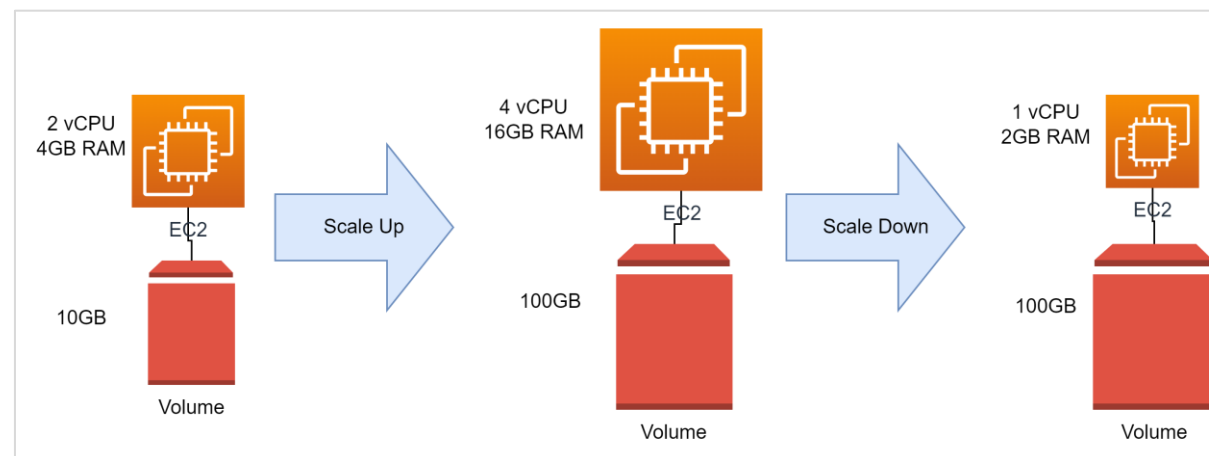 2 vCPU
4GB RAM
EC2
10GB
Volume
Scale Up
4 vCPU
16GB RAM
EC2
100GB
Volume
Scale Down
1 vCPU
2GB RAM
EC2
100GB
Volume